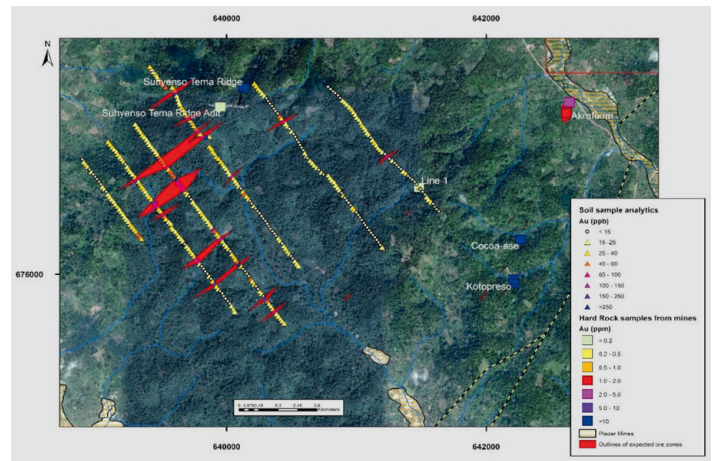 640000
642000
N
Suhyenso Tema Ridge
Suhyenso Tema Ridge Adit
Akrofuom
Line 1
Cocoa-ase
Kofopreso
676000
Soil sample analytics
Au (ppb)
< 15
15 -25
25 - 40
40 - 60
60 - 100
100 - 150
150 - 250
>250
Hard Rock samples from mines
Au (ppm)
< 0.2
0.2 - 0.5
0.5 - 1.0
1.0 - 2.0
2.0 - 5.0
5.0 - 10
>10
Placer Mines
Outlines of expected ore zones
Kilometers
640000
642000